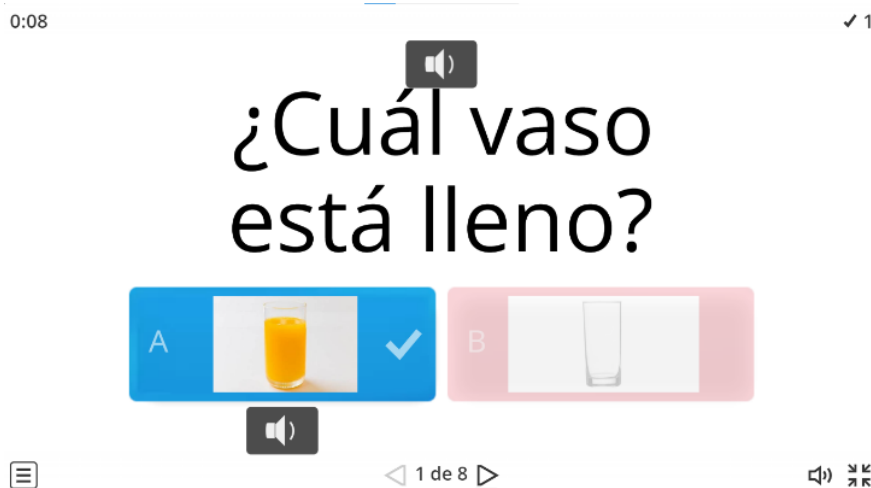 0:08
✓ 1
¿Cuál vaso
está lleno?
A
B
1 de 8